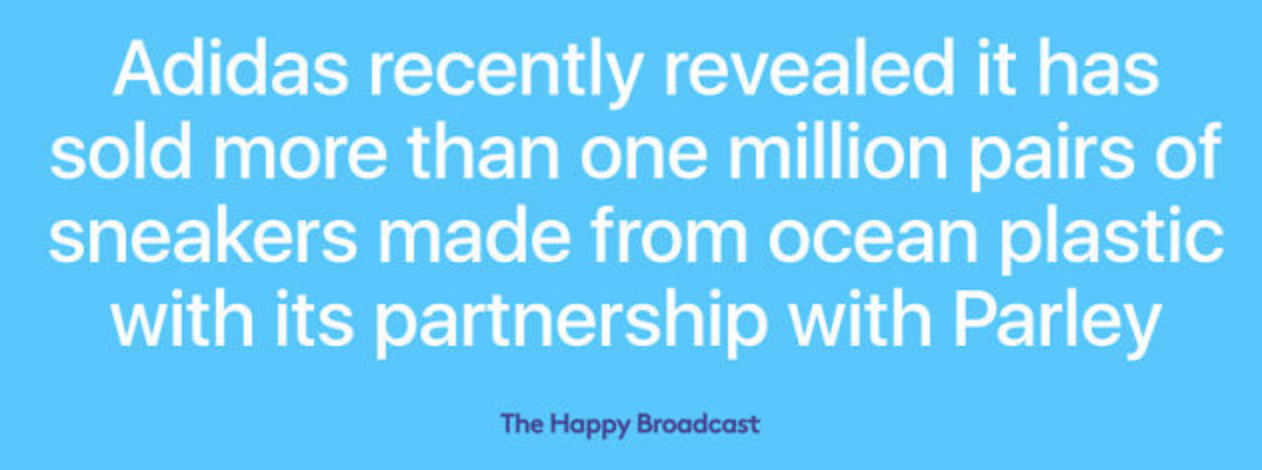 Adidas recently revealed it has
sold more than one million pairs of
sneakers made from ocean plastic
with its partnership with Parley
The Happy Broadcast